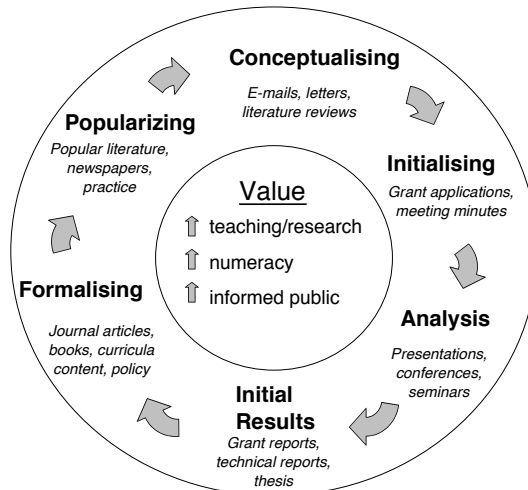 Conceptualising
E-mails, letters,
literature reviews
Initialising
Grant applications,
meeting minutes
Analysis
Presentations,
conferences,
seminars
Initial
Results
Grant reports,
technical reports,
thesis
Formalising
Journal articles,
books, curricula
content, policy
Popularizing
Popular literature,
newspapers,
practice
Value
teaching/research
numeracy
informed public